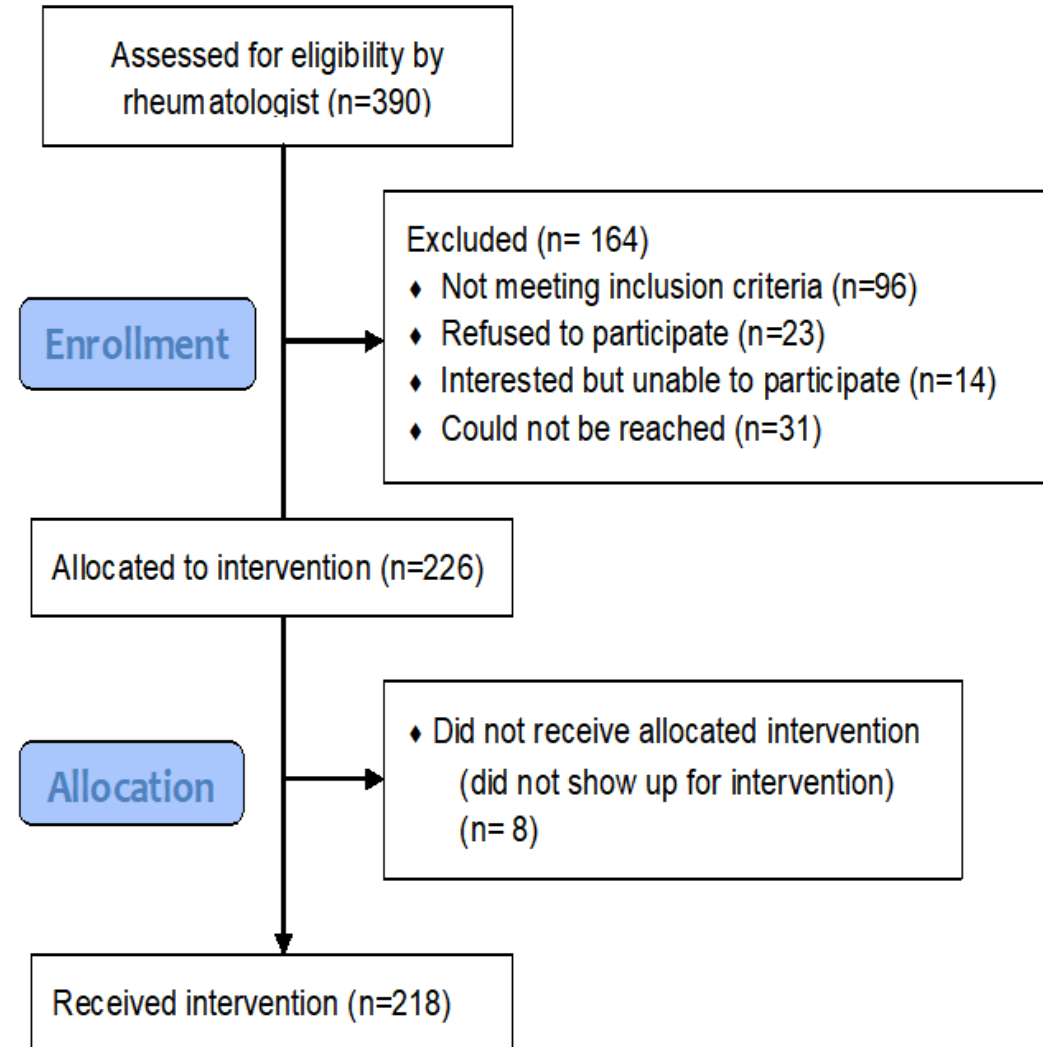 Assessed for eligibility by
rheumatologist (n=390)
Excluded (n= 164)
♦ Not meeting inclusion criteria (n=96)
♦ Refused to participate (n=23)
♦ Interested but unable to participate (n=14)
♦ Could not be reached (n=31)
Enrollment
Allocated to intervention (n=226)
♦ Did not receive allocated intervention
(did not show up for intervention)
(n= 8)
Allocation
Received intervention (n=218)